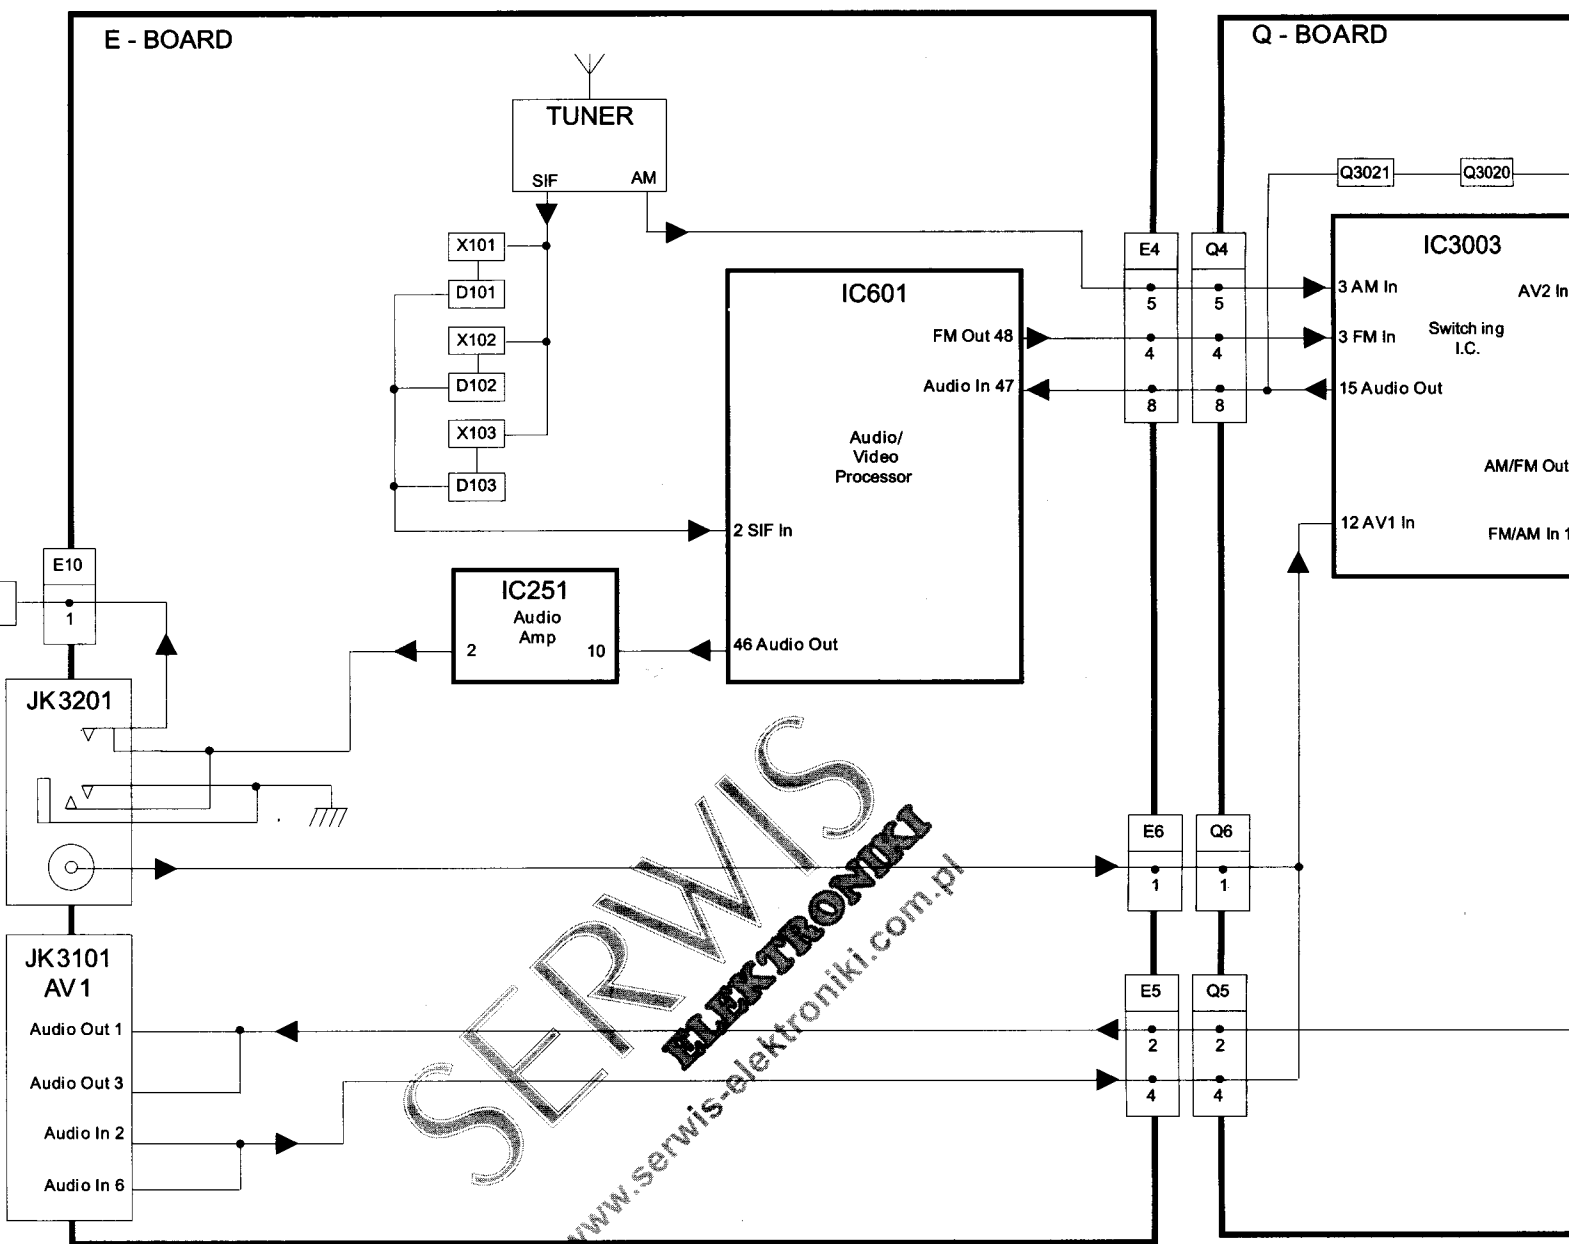 E - BOARD
Q - BOARD
TUNER
SIF
AM
Q3021
Q3020
X101
D101
X102
D102
X103
D103
E4
Q4
5
5
4
4
8
8
IC3003
3 AM In
AV2 In
3 FM In
Switch ing
I.C.
15 Audio Out
AM/FM Out
12 AV1 In
FM/AM In 1
IC601
FM Out 48
Audio In 47
Audio/
Video
Processor
2 SIF In
46 Audio Out
E10
1
IC251
Audio
Amp
2
10
JK3201
E6
Q6
1
1
JK3101
AV1
Audio Out 1
Audio Out 3
Audio In 2
Audio In 6
E5
Q5
2
2
4
4
SERWIS
ELEKTRONIKI
www.serwis-elektroniki.com.pl